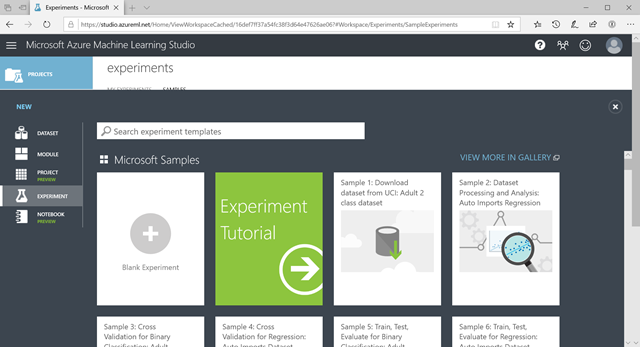 Experiments - Microsoft
https://studio.azureml.net/Home/ViewWorkspaceCached/16def7ff37a54fc38f3d64e47626ae06?#Workspace/Experiments/SampleExperiments
Microsoft Azure Machine Learning Studio
PROJECTS
experiments
MY EXPERIMENTS SAMPLES
NEW
DATASET
MODULE
PROJECT
PREVIEW
EXPERIMENT
NOTEBOOK
PREVIEW
Search experiment templates
Microsoft Samples
VIEW MORE IN GALLERY
Blank Experiment
Experiment
Tutorial
Sample 1: Download
dataset from UCI: Adult 2
class dataset
Sample 2: Dataset
Processing and Analysis:
Auto Imports Regression
Sample 3: Cross
Validation for Binary
Classification: Adult
Sample 4: Cross
Validation for Regression:
Auto Imports Dataset
Sample 5: Train, Test,
Evaluate for Binary
Classification: Adult
Sample 6: Train, Test,
Evaluate for Regression:
Auto Imports Dataset